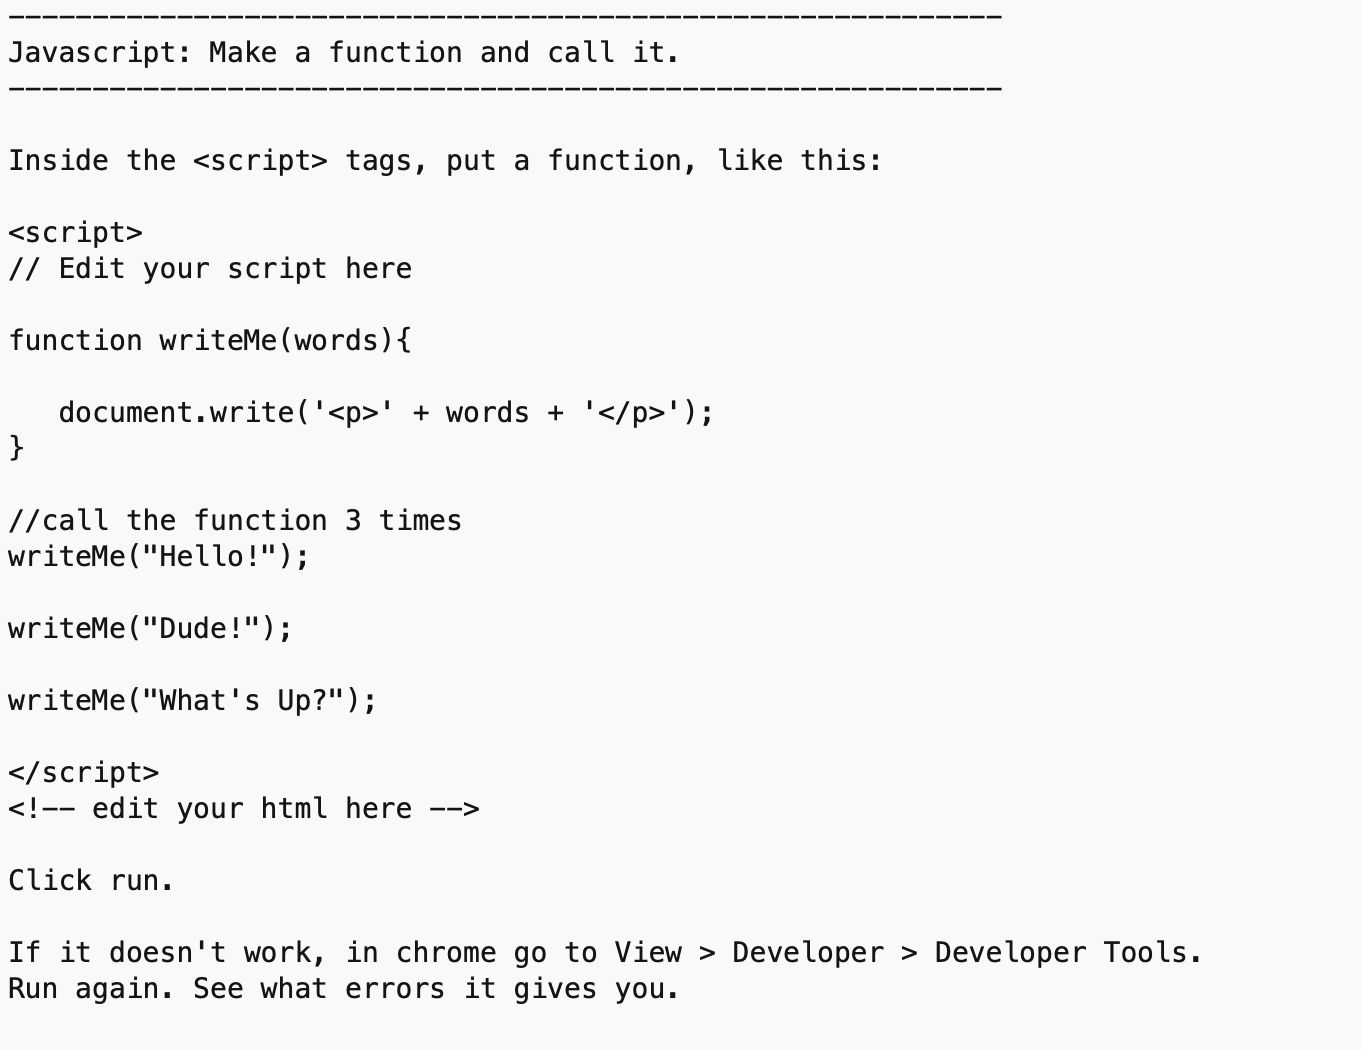 -----------------------------------------------------------
Javascript: Make a function and call it.
-----------------------------------------------------------
Inside the <script> tags, put a function, like this:
<script>
// Edit your script here
function writeMe(words){
   document.write('<p>' + words + '</p>');
}
//call the function 3 times
writeMe("Hello!");
writeMe("Dude!");
writeMe("What's Up?");
</script>
<!-- edit your html here -->
Click run.
If it doesn't work, in chrome go to View > Developer > Developer Tools.
Run again. See what errors it gives you.